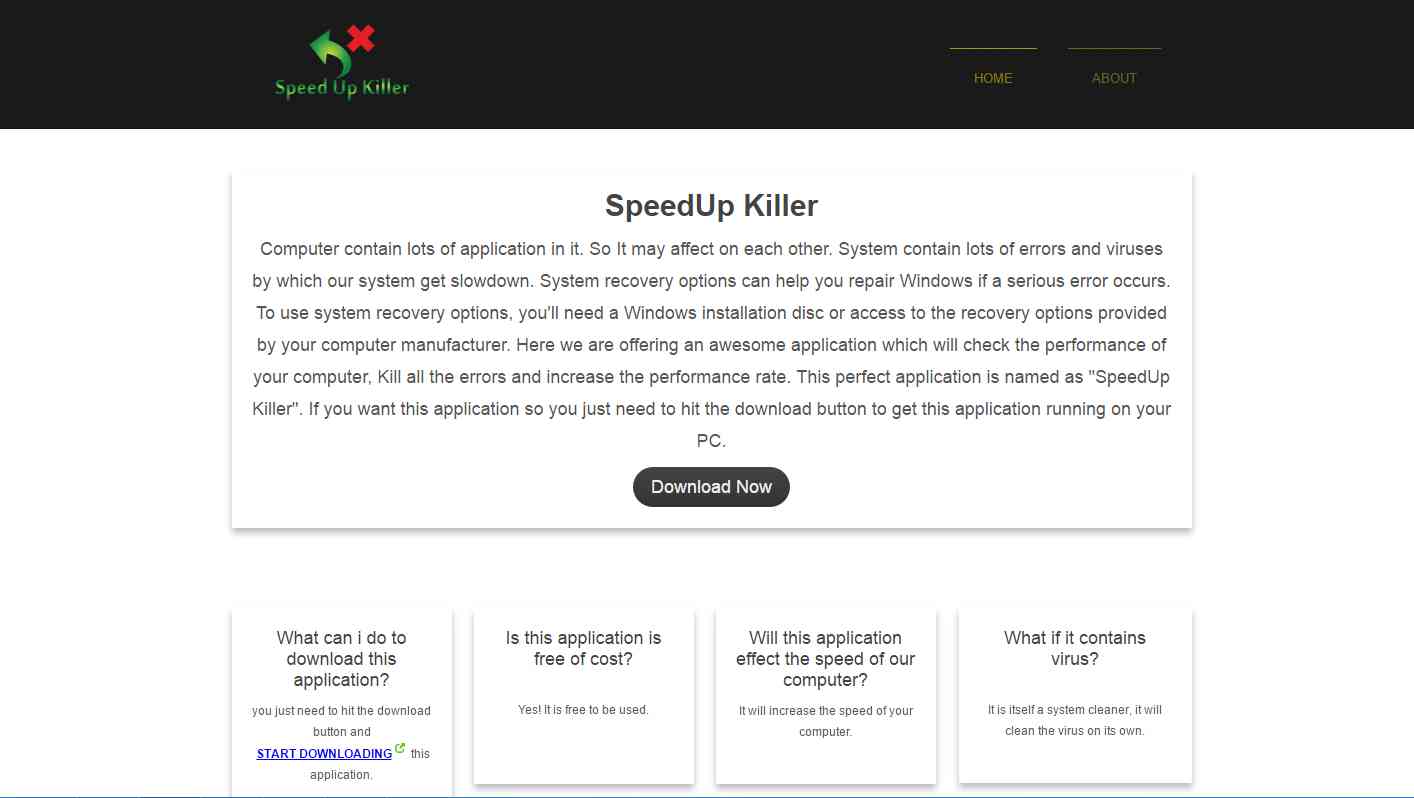 Speed Up Killer
HOME
ABOUT
SpeedUp Killer
Computer contain lots of application in it. So It may affect on each other. System contain lots of errors and viruses
by which our system get slowdown. System recovery options can help you repair Windows if a serious error occurs.
To use system recovery options, you'll need a Windows installation disc or access to the recovery options provided
by your computer manufacturer. Here we are offering an awesome application which will check the performance of
your computer, Kill all the errors and increase the performance rate. This perfect application is named as "SpeedUp
Killer". If you want this application so you just need to hit the download button to get this application running on your
PC.
Download Now
What can i do to
download this
application?
you just need to hit the download
button and
START DOWNLOADING this
application.
Is this application is
free of cost?
Yes! It is free to be used.
Will this application
effect the speed of our
computer?
It will increase the speed of your
computer.
What if it contains
virus?
It is itself a system cleaner, it will
clean the virus on its own.